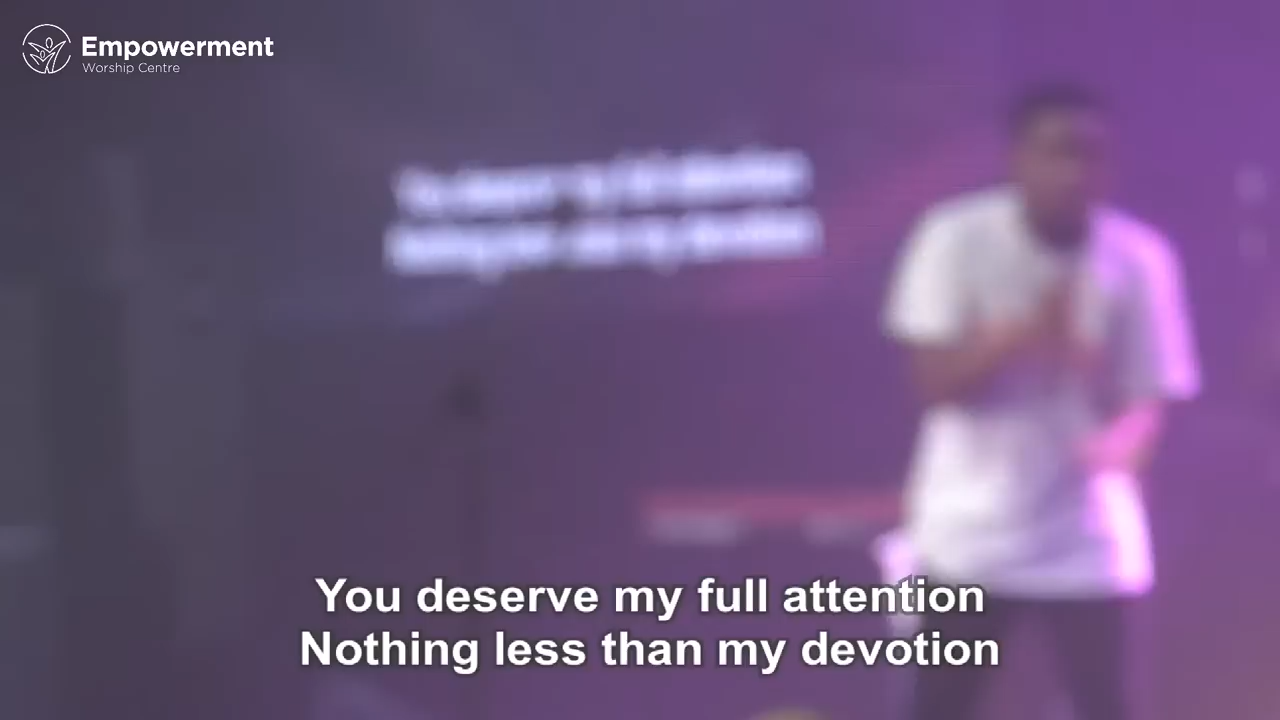 Empowerment
Worship Centre
You deserve my full attention
Nothing less than my devotion